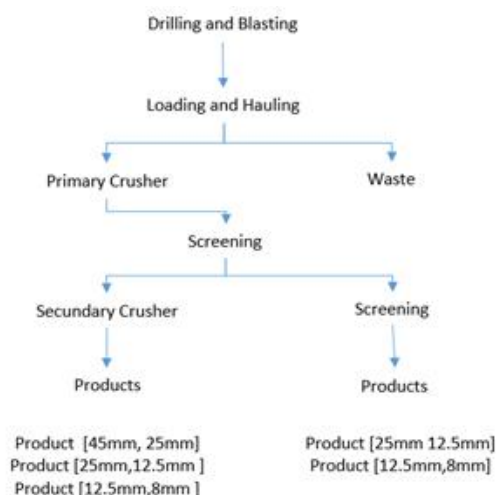 Drilling and Blasting
Loading and Hauling
Primary Crusher
Waste
Screening
Secundary Crusher
Screening
Products
Products
Product [45mm, 25mm]
Product [25mm,12.5mm ]
Product [12.5mm,8mm ]
Product [25mm 12.5mm]
Product [12.5mm,8mm]